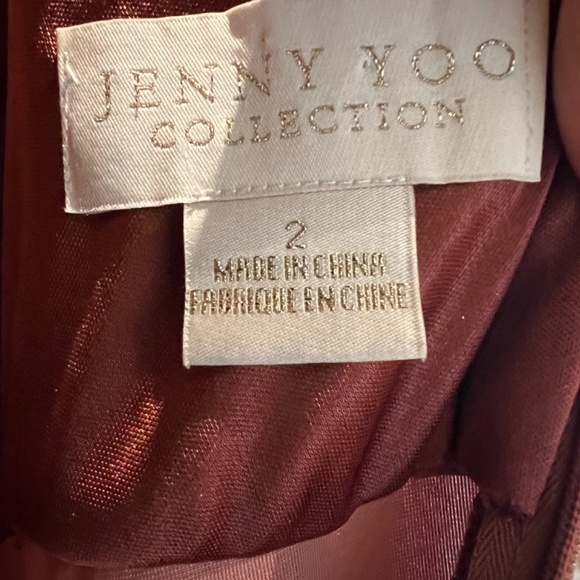 JENNY YOO
COLLECTION
2
MADE IN CHINA
FABRIQUE EN CHINE